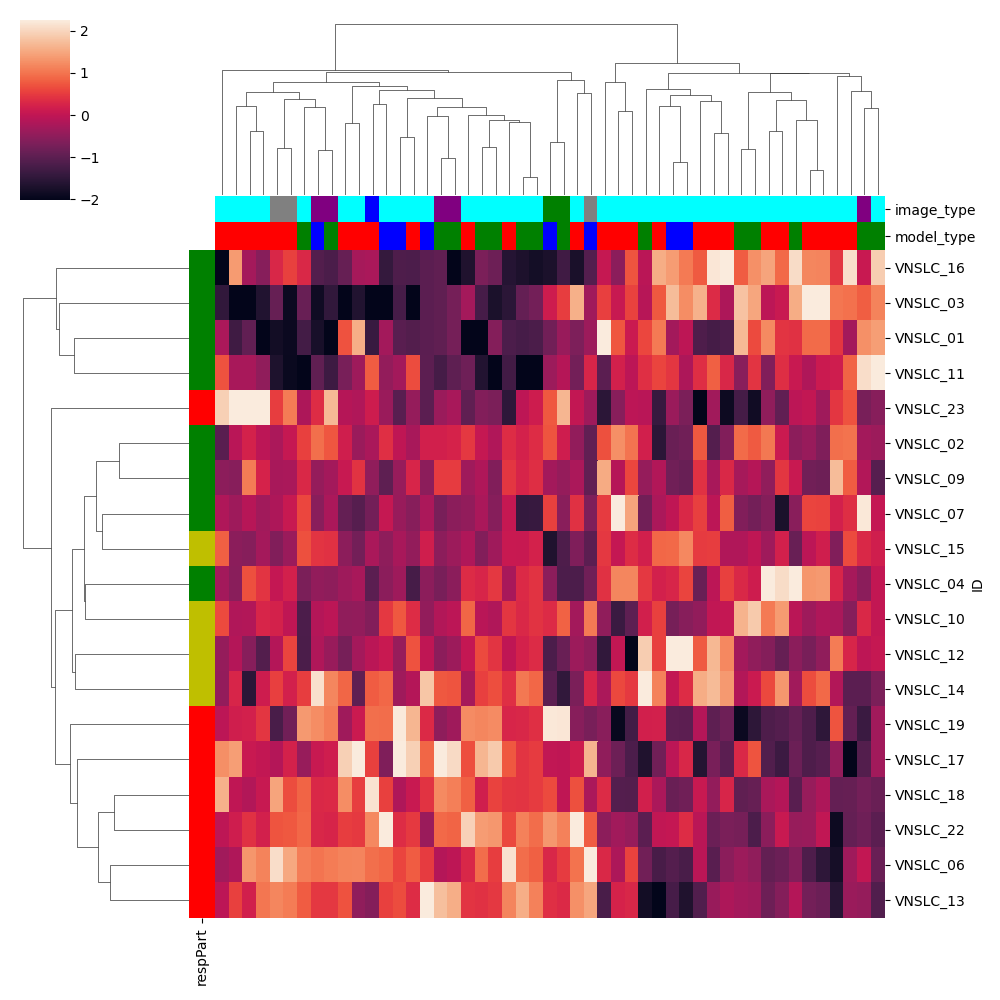 2
1
0
−1
−2
image_type
model_type
VNSLC_16
VNSLC_03
VNSLC_01
VNSLC_11
VNSLC_23
VNSLC_02
VNSLC_09
VNSLC_07
VNSLC_15
VNSLC_04
VNSLC_10
VNSLC_12
VNSLC_14
VNSLC_19
VNSLC_17
VNSLC_18
VNSLC_22
VNSLC_06
VNSLC_13
ID
respPart